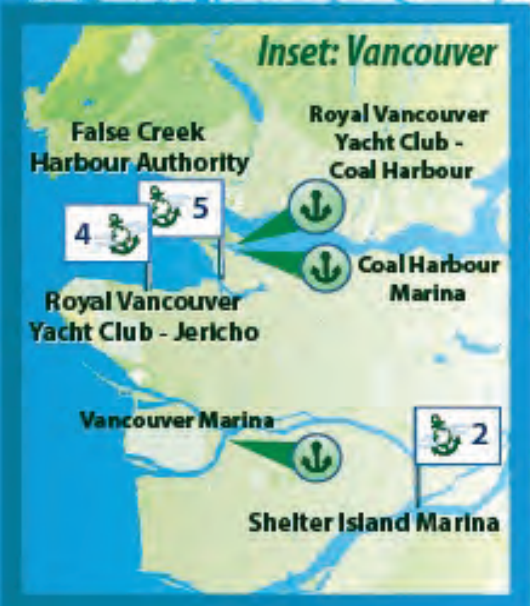 Inset: Vancouver
Royal Vancouver
Yacht Club -
Coal Harbour
False Creek
Harbour Authority
5
4
Coal Harbour
Marina
Royal Vancouver
Yacht Club - Jericho
Vancouver Marina
2
Shelter Island Marina